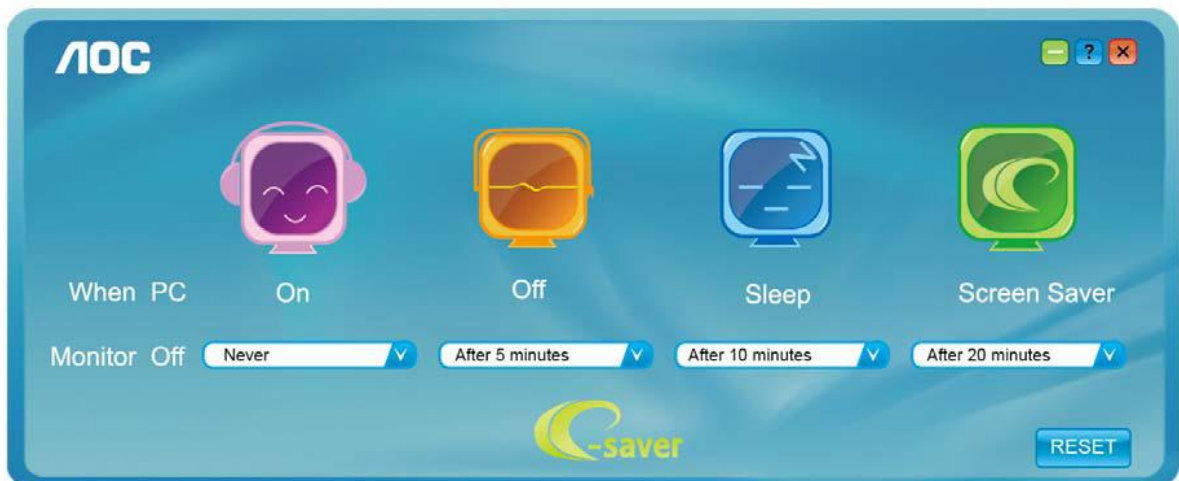 AOC
?
When PC On Off Sleep Screen Saver
Monitor Off Never After 5 minutes After 10 minutes After 20 minutes
e-saver
RESET